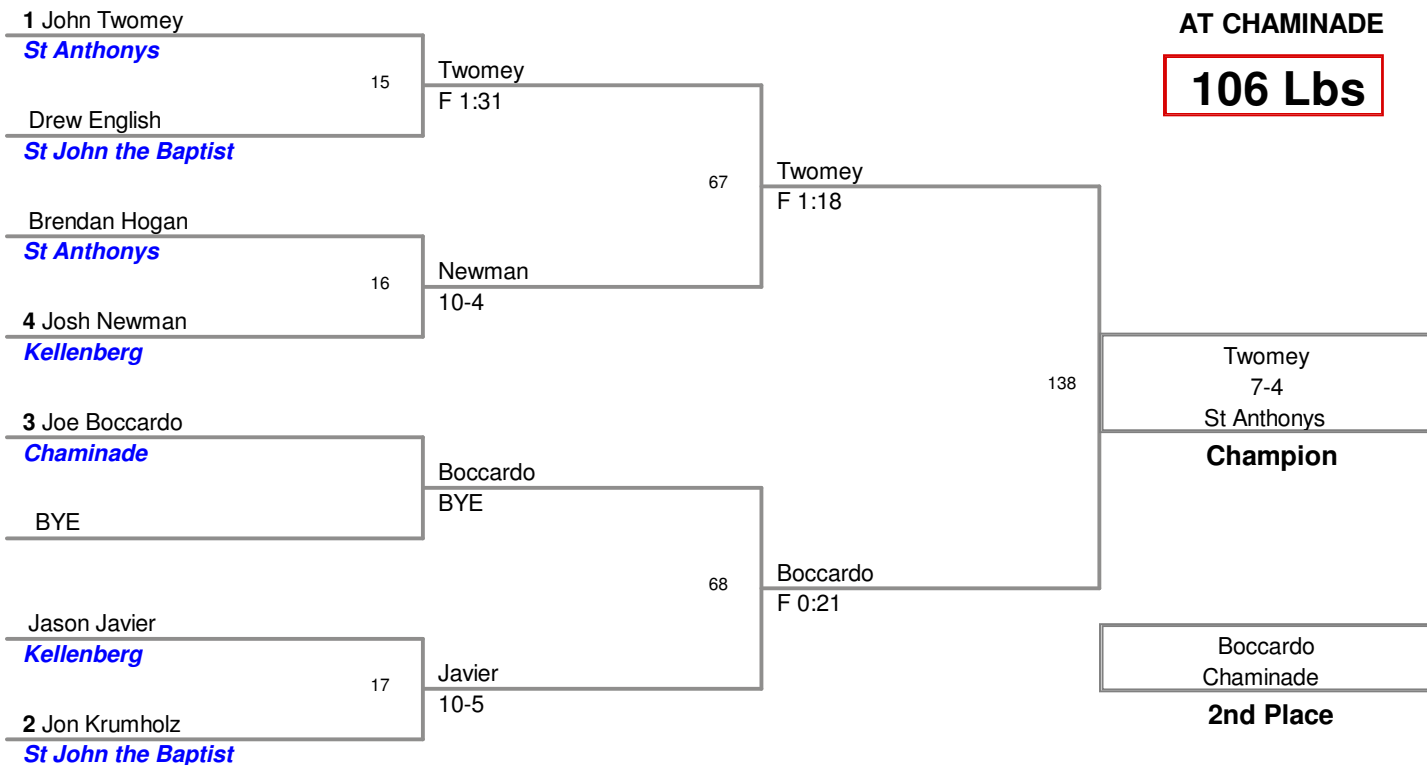 1 John Twomey
St Anthonys
15
Drew English
St John the Baptist
Brendan Hogan
St Anthonys
16
4 Josh Newman
Kellenberg
3 Joe Boccardo
Chaminade
BYE
Jason Javier
Kellenberg
17
2 Jon Krumholz
St John the Baptist
Twomey
F 1:31
67
Newman
10-4
Boccardo
BYE
68
Javier
10-5
Twomey
F 1:18
138
Boccardo
F 0:21
AT CHAMINADE
106 Lbs
Twomey
7-4
St Anthonys
Champion
Boccardo
Chaminade
2nd Place